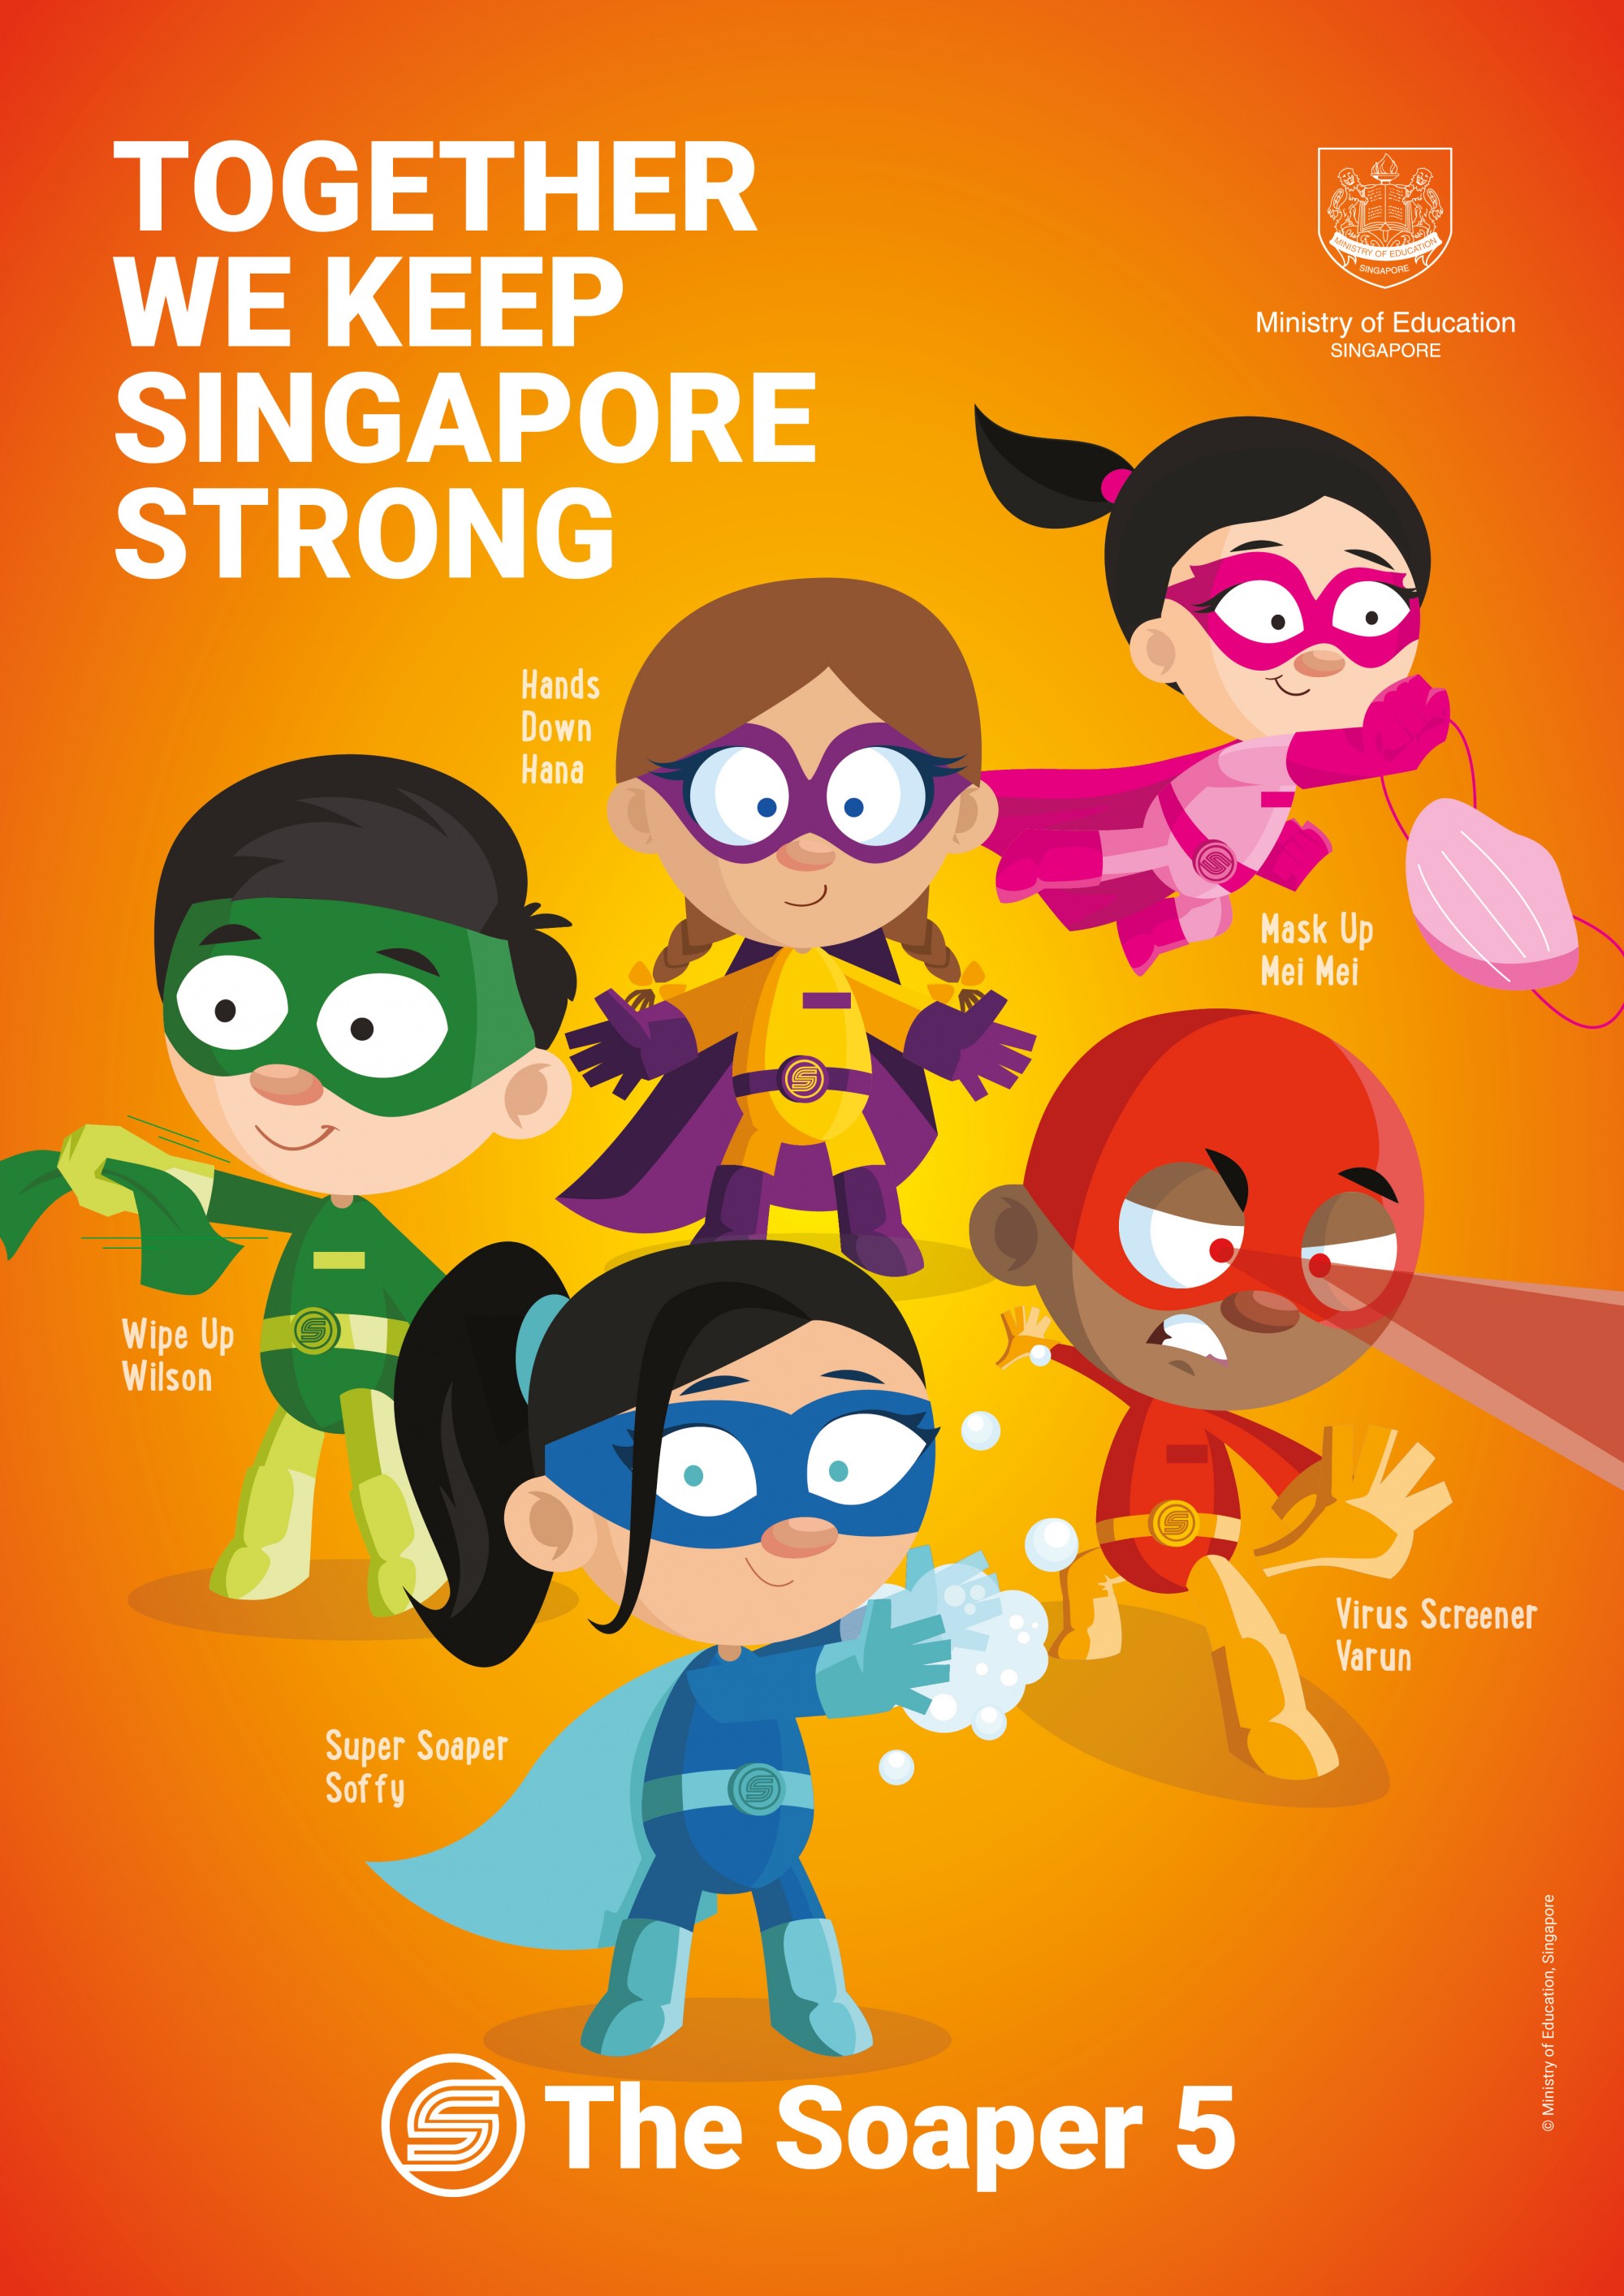 TOGETHER
WE KEEP
SINGAPORE
STRONG
MINISTRY OF EDUCATION
SINGAPORE
Ministry of Education
SINGAPORE
Hands
Down
Hana
Mask Up
Mei Mei
Wipe Up
Wilson
Virus Screener
Varun
Super Soaper
Soffy
The Soaper 5
© Ministry of Education, Singapore